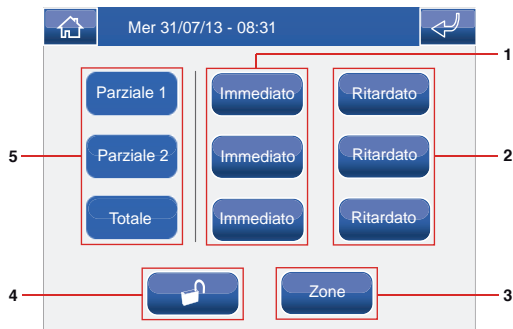 Mer 31/07/13 - 08:31
1
Parziale 1 Immediato Ritardato
Parziale 2 Immediato Ritardato
5
2
Totale Immediato Ritardato
4
Zone
3